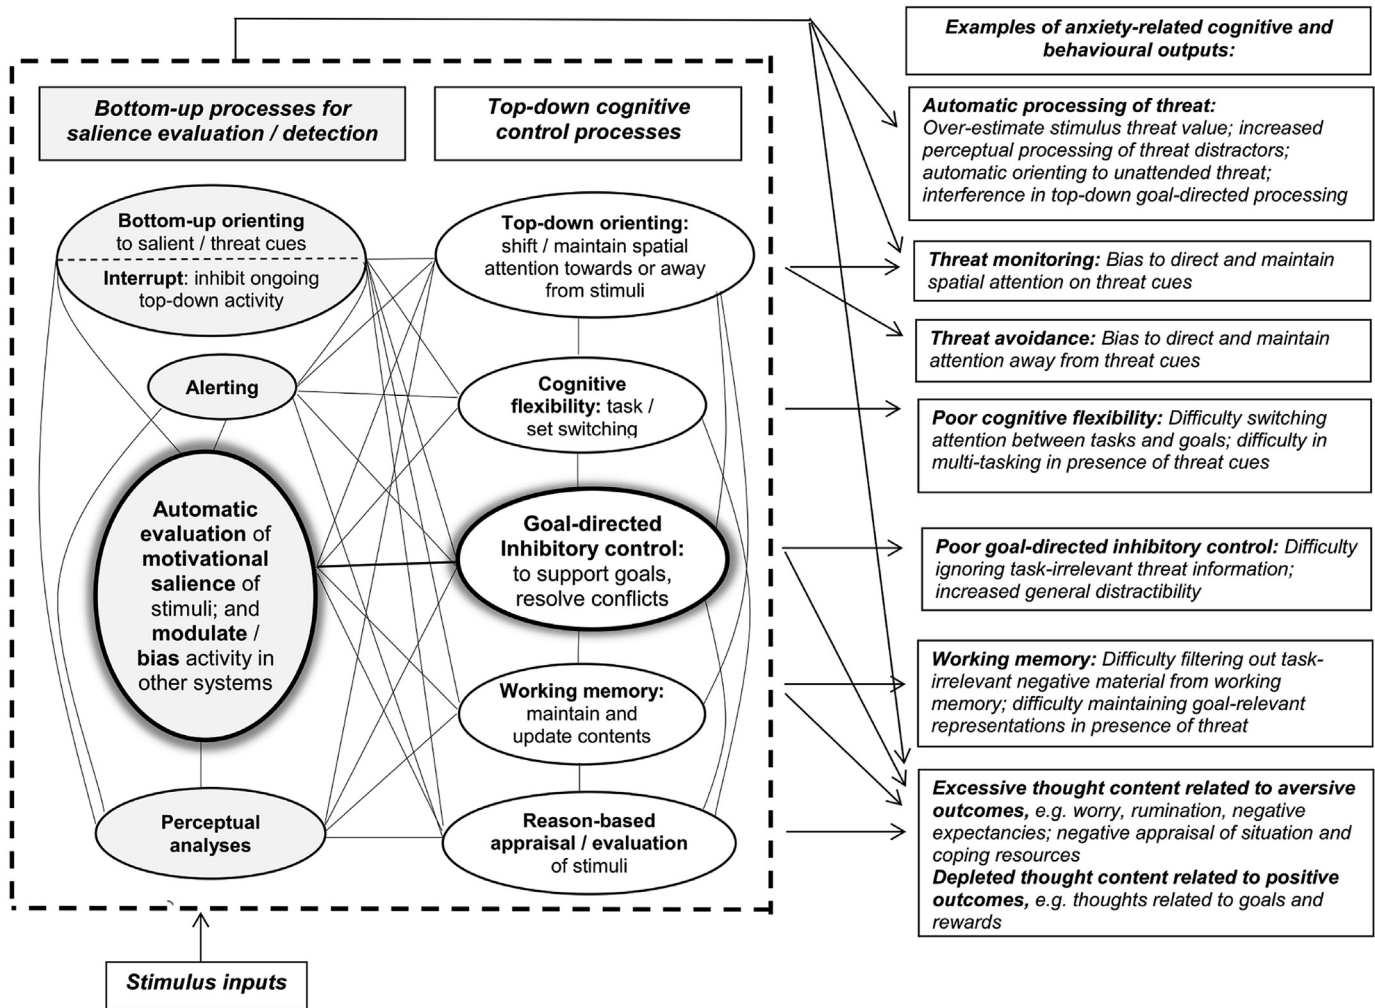 Bottom-up processes for
salience evaluation / detection
Top-down cognitive
control processes
Bottom-up orienting
to salient / threat cues
Interrupt: inhibit ongoing
top-down activity
Alerting
Automatic
evaluation of
motivational
salience of
stimuli; and
modulate /
bias activity in
other systems
Perceptual
analyses
Top-down orienting:
shift / maintain spatial
attention towards or away
from stimuli
Cognitive
flexibility: task /
set switching
Goal-directed
Inhibitory control:
to support goals,
resolve conflicts
Working memory:
maintain and
update contents
Reason-based
appraisal / evaluation
of stimuli
Stimulus inputs
Examples of anxiety-related cognitive and
behavioural outputs:
Automatic processing of threat:
Over-estimate stimulus threat value; increased
perceptual processing of threat distractors;
automatic orienting to unattended threat;
interference in top-down goal-directed processing
Threat monitoring: Bias to direct and maintain
spatial attention on threat cues
Threat avoidance: Bias to direct and maintain
attention away from threat cues
Poor cognitive flexibility: Difficulty switching
attention between tasks and goals; difficulty in
multi-tasking in presence of threat cues
Poor goal-directed inhibitory control: Difficulty
ignoring task-irrelevant threat information;
increased general distractibility
Working memory: Difficulty filtering out task-
irrelevant negative material from working
memory; difficulty maintaining goal-relevant
representations in presence of threat
Excessive thought content related to aversive
outcomes, e.g. worry, rumination, negative
expectancies; negative appraisal of situation and
coping resources
Depleted thought content related to positive
outcomes, e.g. thoughts related to goals and
rewards